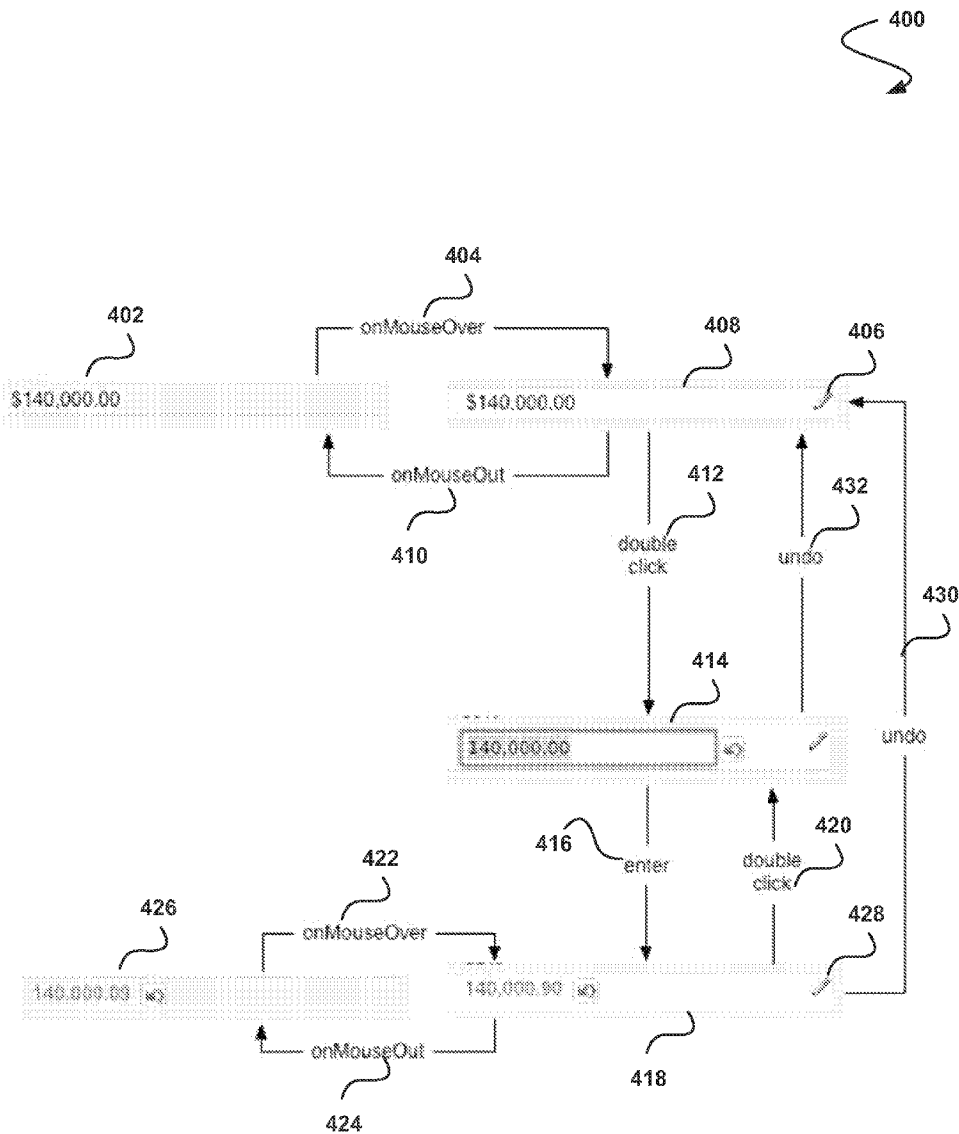 400
404
402
onMouseOver
408
406
$140,000.00
$140.000.00
onMouseOut
410
412
432
double
click
undo
430
414
140,000.00
undo
416
enter
420
double
click
422
426
onMouseOver
428
140.000.00
140,000.90
onMouseOut
418
424